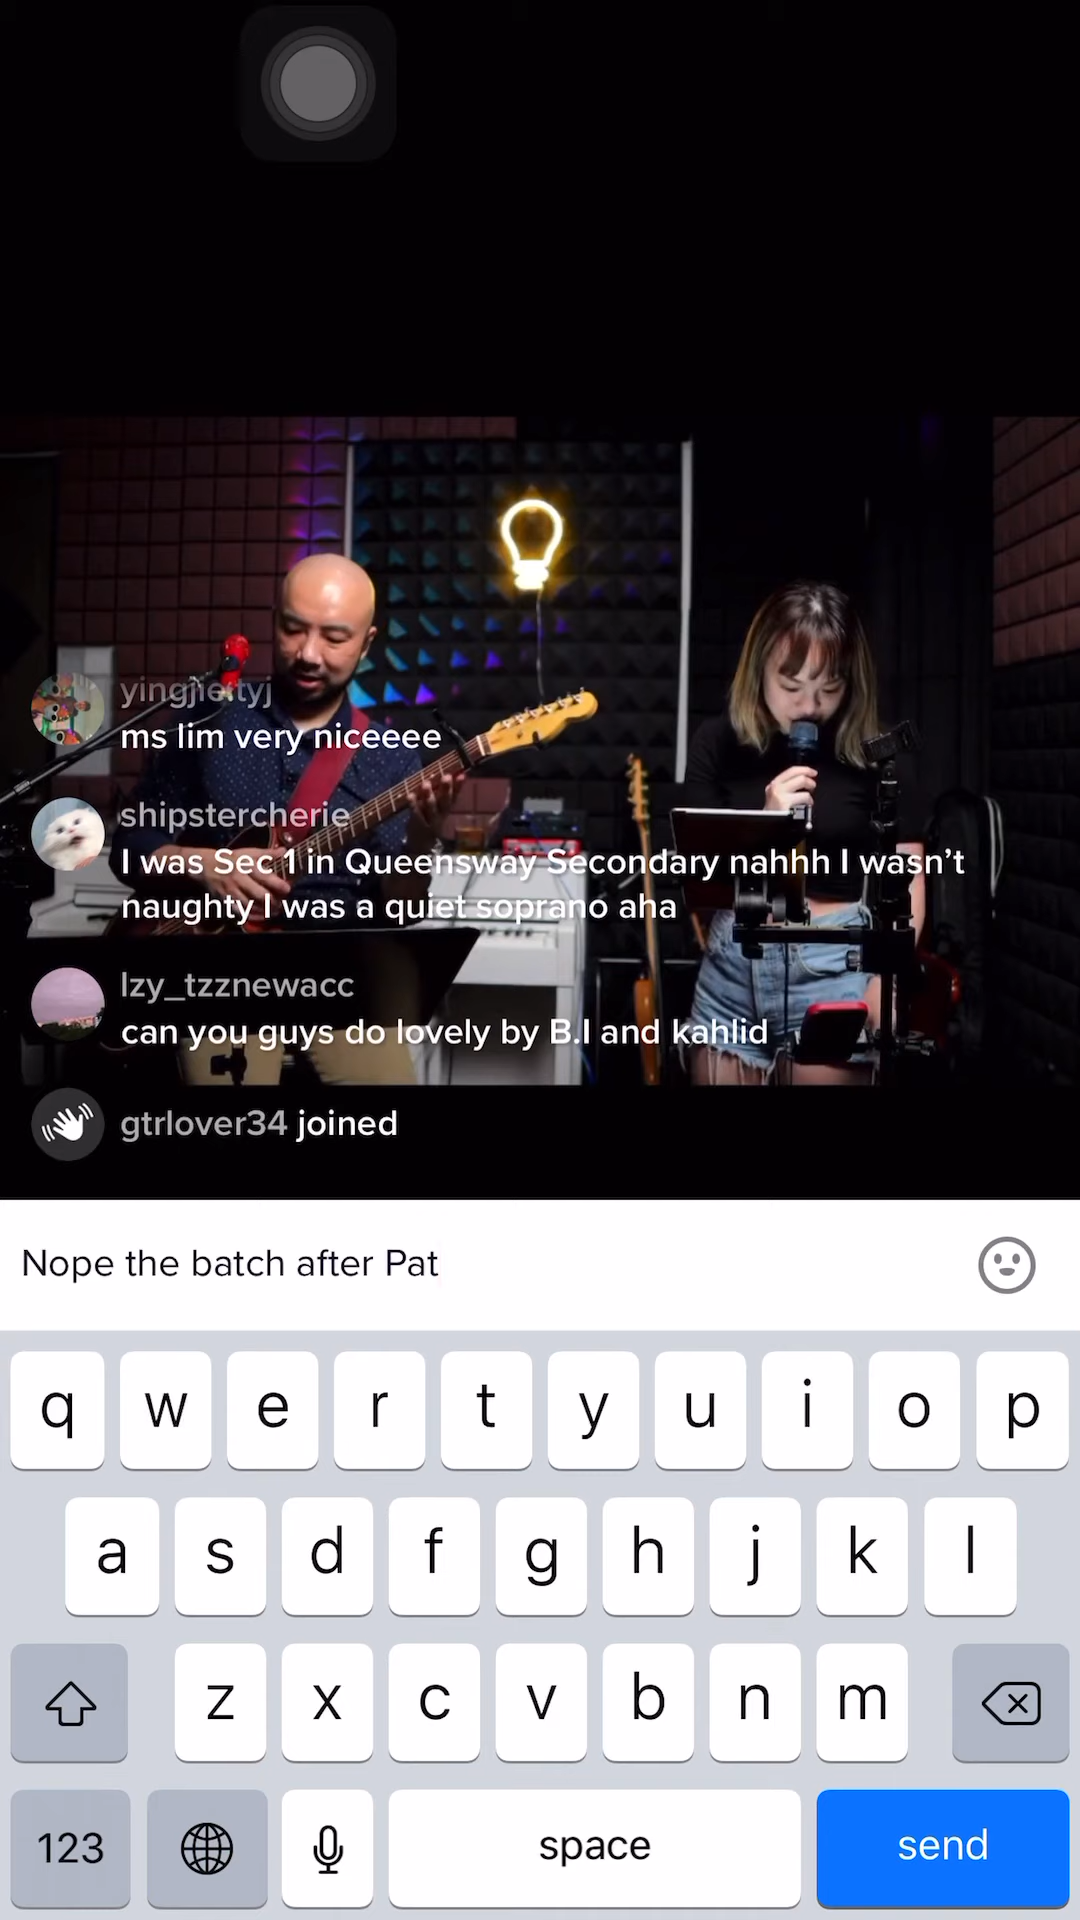 yingjieityj
ms lim very niceeee
shipstercherie
I was Sec 1 in Queensway Secondary nahhh I wasn't
naughty I was a quiet soprano aha
lzy_tzznewacc
can you guys do lovely by B.I and kahlid
gtrlover34 joined
Nope the batch after Pat
q w e r t y u i o p
a s d f g h j k l
z x c v b n m
123 space send